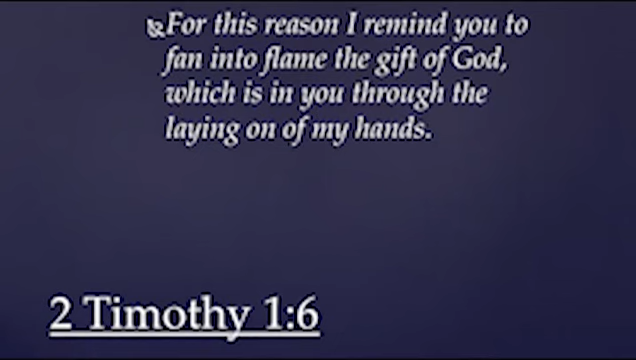 For this reason I remind you to
fan into flame the gift of God,
which is in you through the
laying on of my hands.
2 Timothy 1:6